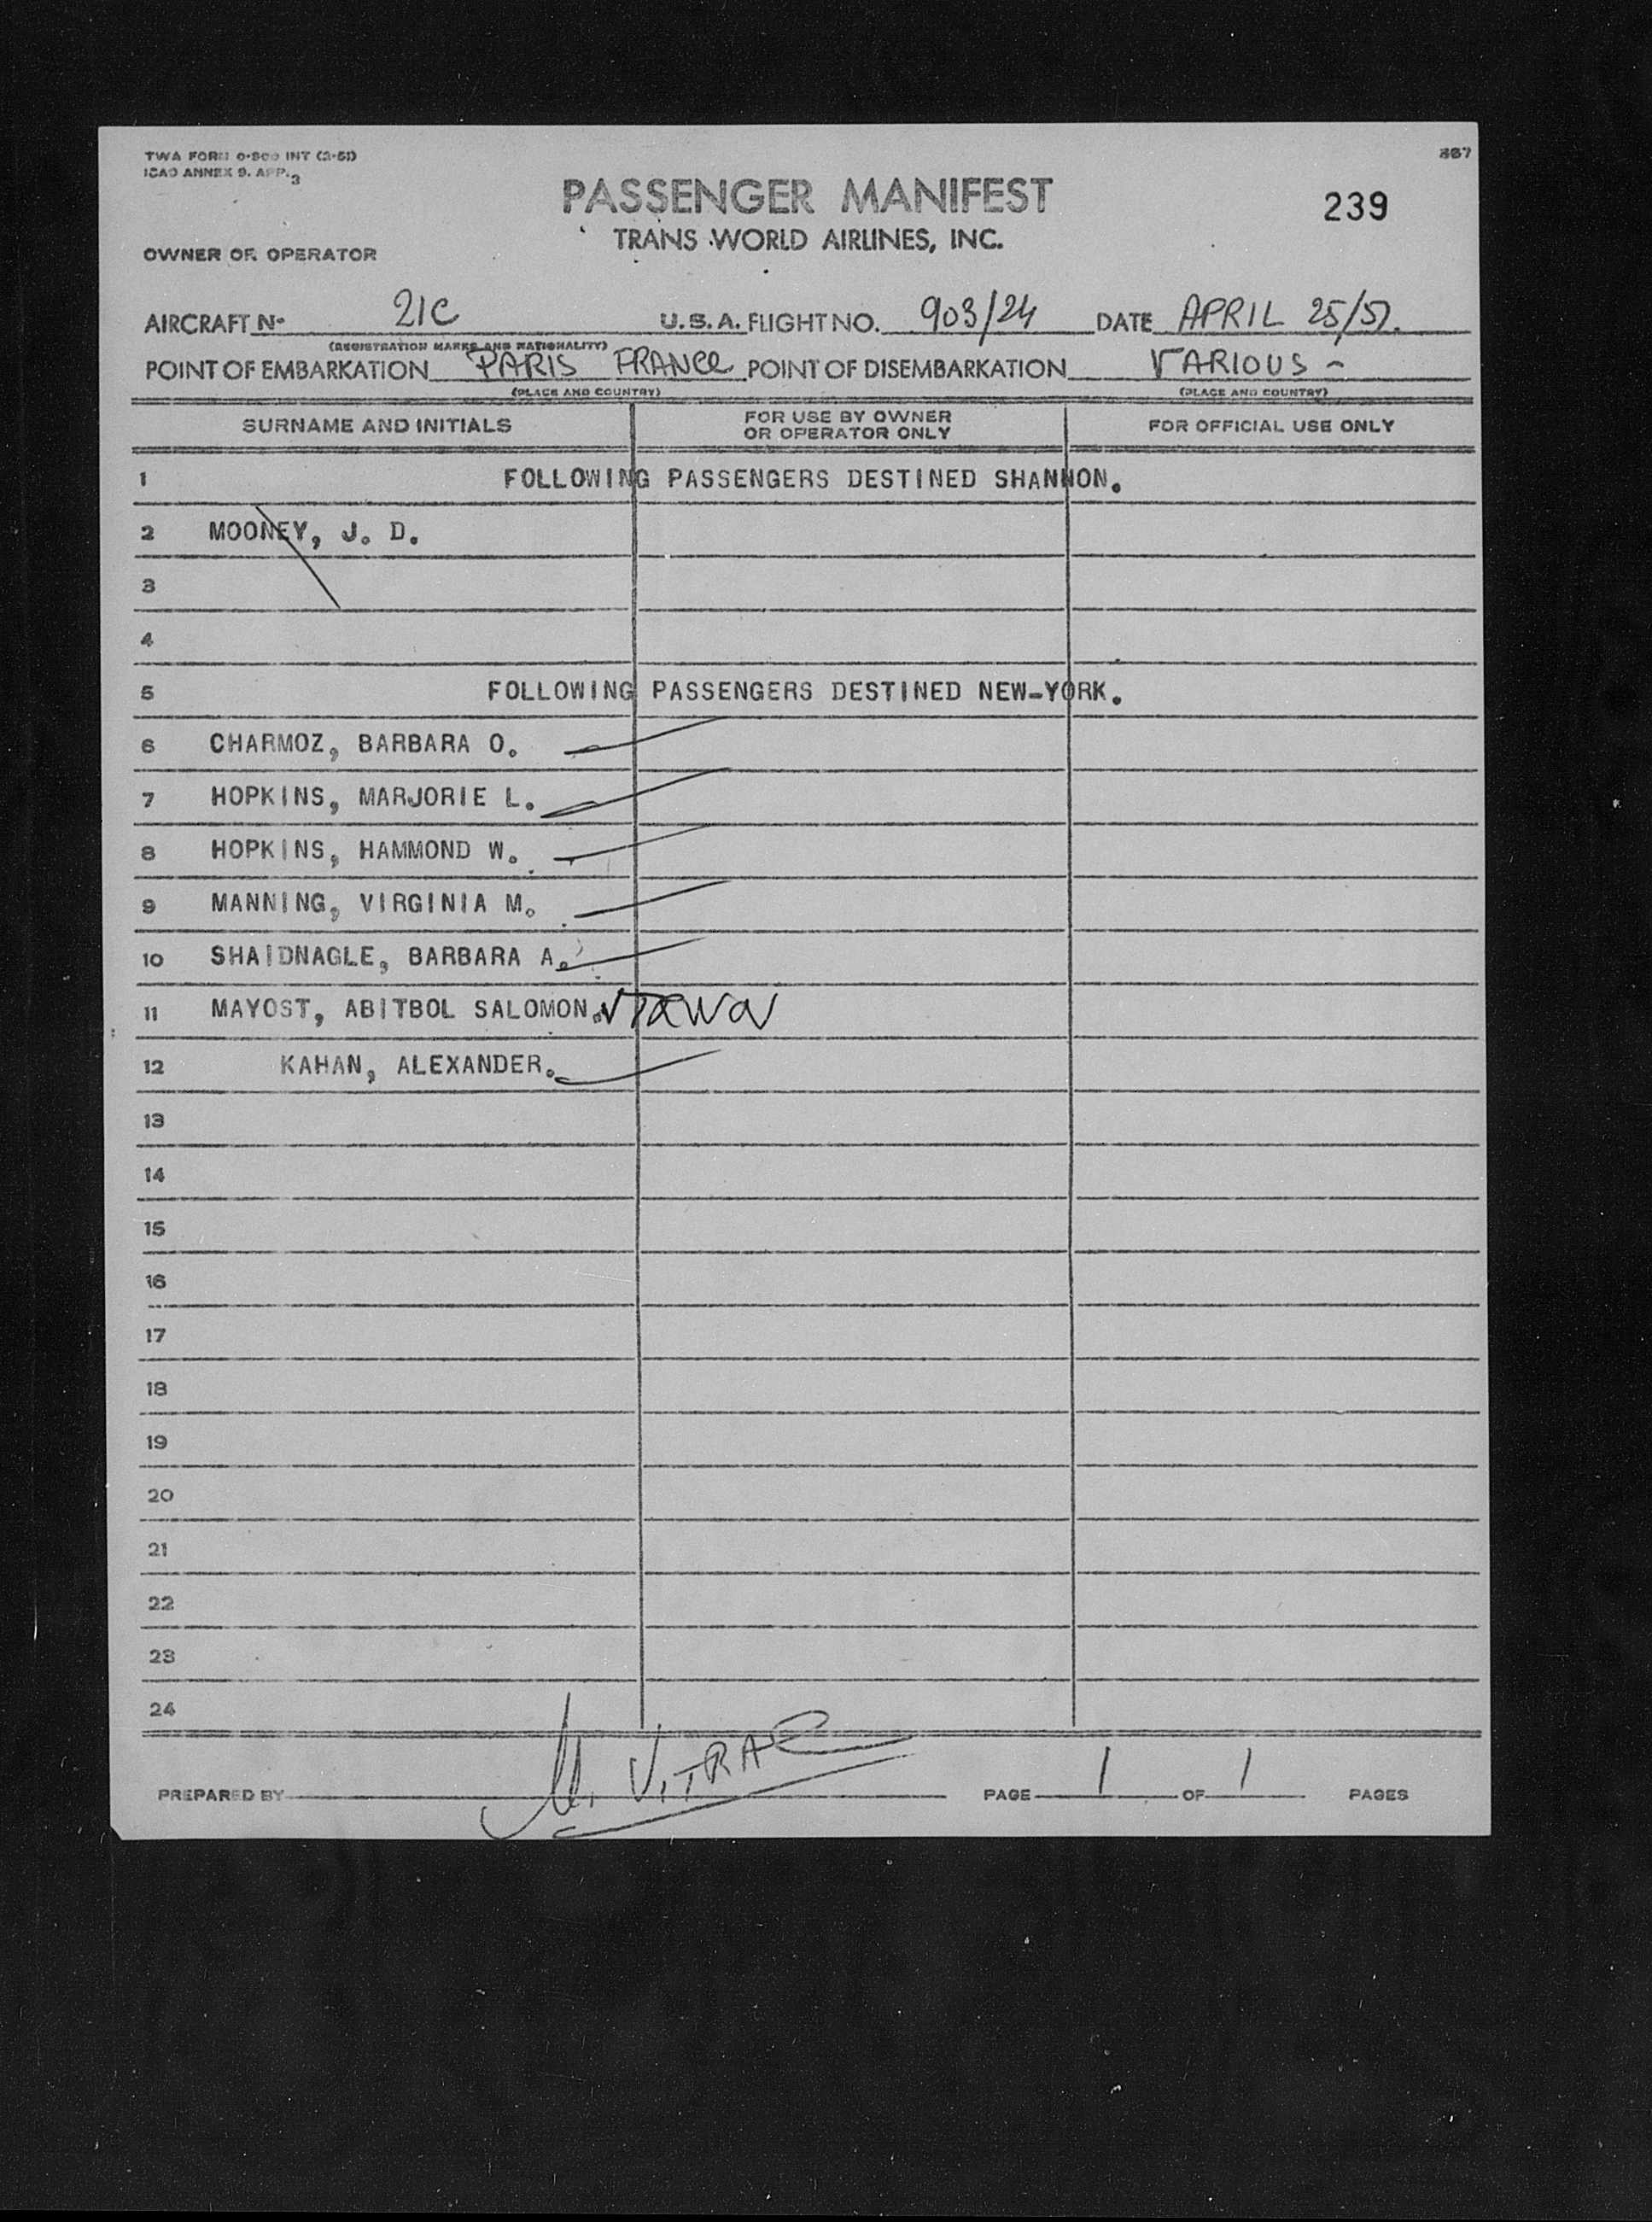 TWA FORM O-800 INT (2-51)
ICAO ANNEX 9. APP. 3
367
PASSENGER MANIFEST
239
TRANS WORLD AIRLINES, INC.
OWNER OR OPERATOR
AIRCRAFT Nº 21C U.S.A. FLIGHT NO. 903/24 DATE APRIL 25/51.
(REGISTRATION MARKS AND NATIONALITY)
POINT OF EMBARKATION PARIS FRANCE POINT OF DISEMBARKATION VARIOUS -
(PLACE AND COUNTRY) (PLACE AND COUNTRY)
SURNAME AND INITIALS
FOR USE BY OWNER
OR OPERATOR ONLY
FOR OFFICIAL USE ONLY
1 FOLLOWING PASSENGERS DESTINED SHANNON.
2 MOONEY, J. D.
3
4
5 FOLLOWING PASSENGERS DESTINED NEW-YORK.
6 CHARMOZ, BARBARA O.
7 HOPKINS, MARJORIE L.
8 HOPKINS, HAMMOND W.
9 MANNING, VIRGINIA M.
10 SHAIDNAGLE, BARBARA A.
11 MAYOST, ABITBOL SALOMON.
12 KAHAN, ALEXANDER.
13
14
15
16
17
18
19
20
21
22
23
24
PREPARED BY M. VITRAC PAGE 1 OF 1 PAGES